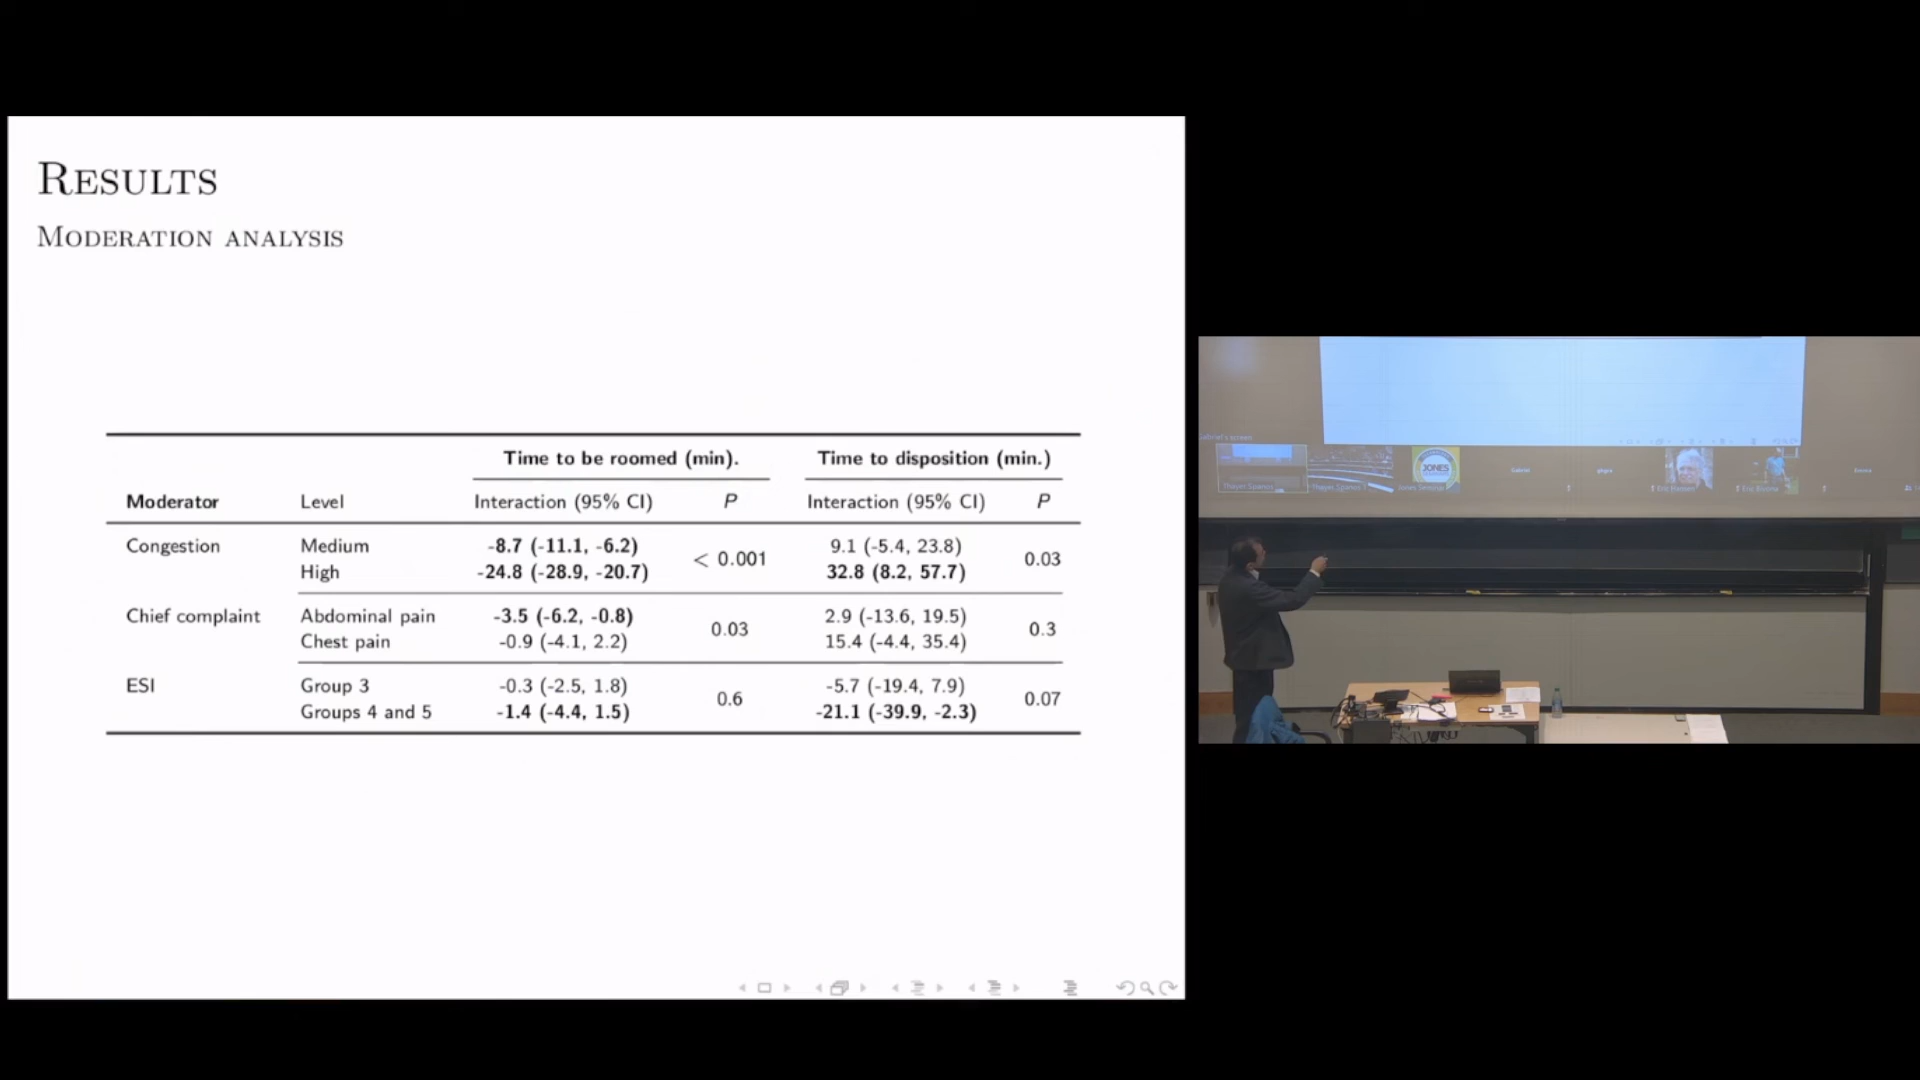 RESULTS
MODERATION ANALYSIS
Time to be roomed (min). Time to disposition (min.)
Moderator Level Interaction (95% CI) P Interaction (95% CI) P
Congestion Medium -8.7 (-11.1, -6.2) < 0.001 9.1 (-5.4, 23.8) 0.03
High -24.8 (-28.9, -20.7) 32.8 (8.2, 57.7)
Chief complaint Abdominal pain -3.5 (-6.2, -0.8) 0.03 2.9 (-13.6, 19.5) 0.3
Chest pain -0.9 (-4.1, 2.2) 15.4 (-4.4, 35.4)
ESI Group 3 -0.3 (-2.5, 1.8) 0.6 -5.7 (-19.4, 7.9) 0.07
Groups 4 and 5 -1.4 (-4.4, 1.5) -21.1 (-39.9, -2.3)
JONES